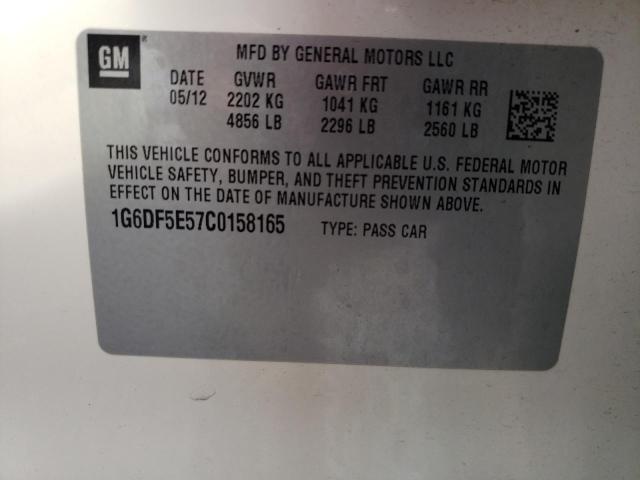 GM ® MFD BY GENERAL MOTORS LLC
DATE GVWR GAWR FRT GAWR RR
05/12 2202 KG 1041 KG 1161 KG
4856 LB 2296 LB 2560 LB
THIS VEHICLE CONFORMS TO ALL APPLICABLE U.S. FEDERAL MOTOR
VEHICLE SAFETY, BUMPER, AND THEFT PREVENTION STANDARDS IN
EFFECT ON THE DATE OF MANUFACTURE SHOWN ABOVE.
1G6DF5E57C0158165 TYPE: PASS CAR